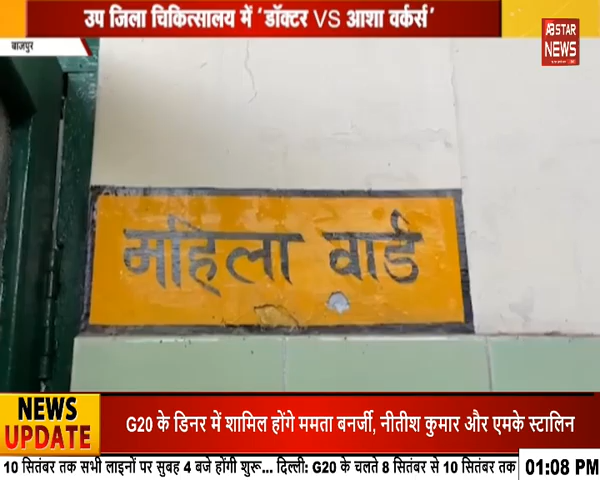 उप जिला चिकित्सालय में ‘डॉक्टर VS आशा वर्कर्स’
बाजपुर
ABSTAR
NEWS
महिला वार्ड
NEWS
UPDATE
G20 के डिनर में शामिल होंगे ममता बनर्जी, नीतीश कुमार और एमके स्टालिन
10 सितंबर तक सभी लाइनों पर सुबह 4 बजे होंगी शुरू... दिल्ली: G20 के चलते 8 सितंबर से 10 सितंबर तक
01:08 PM